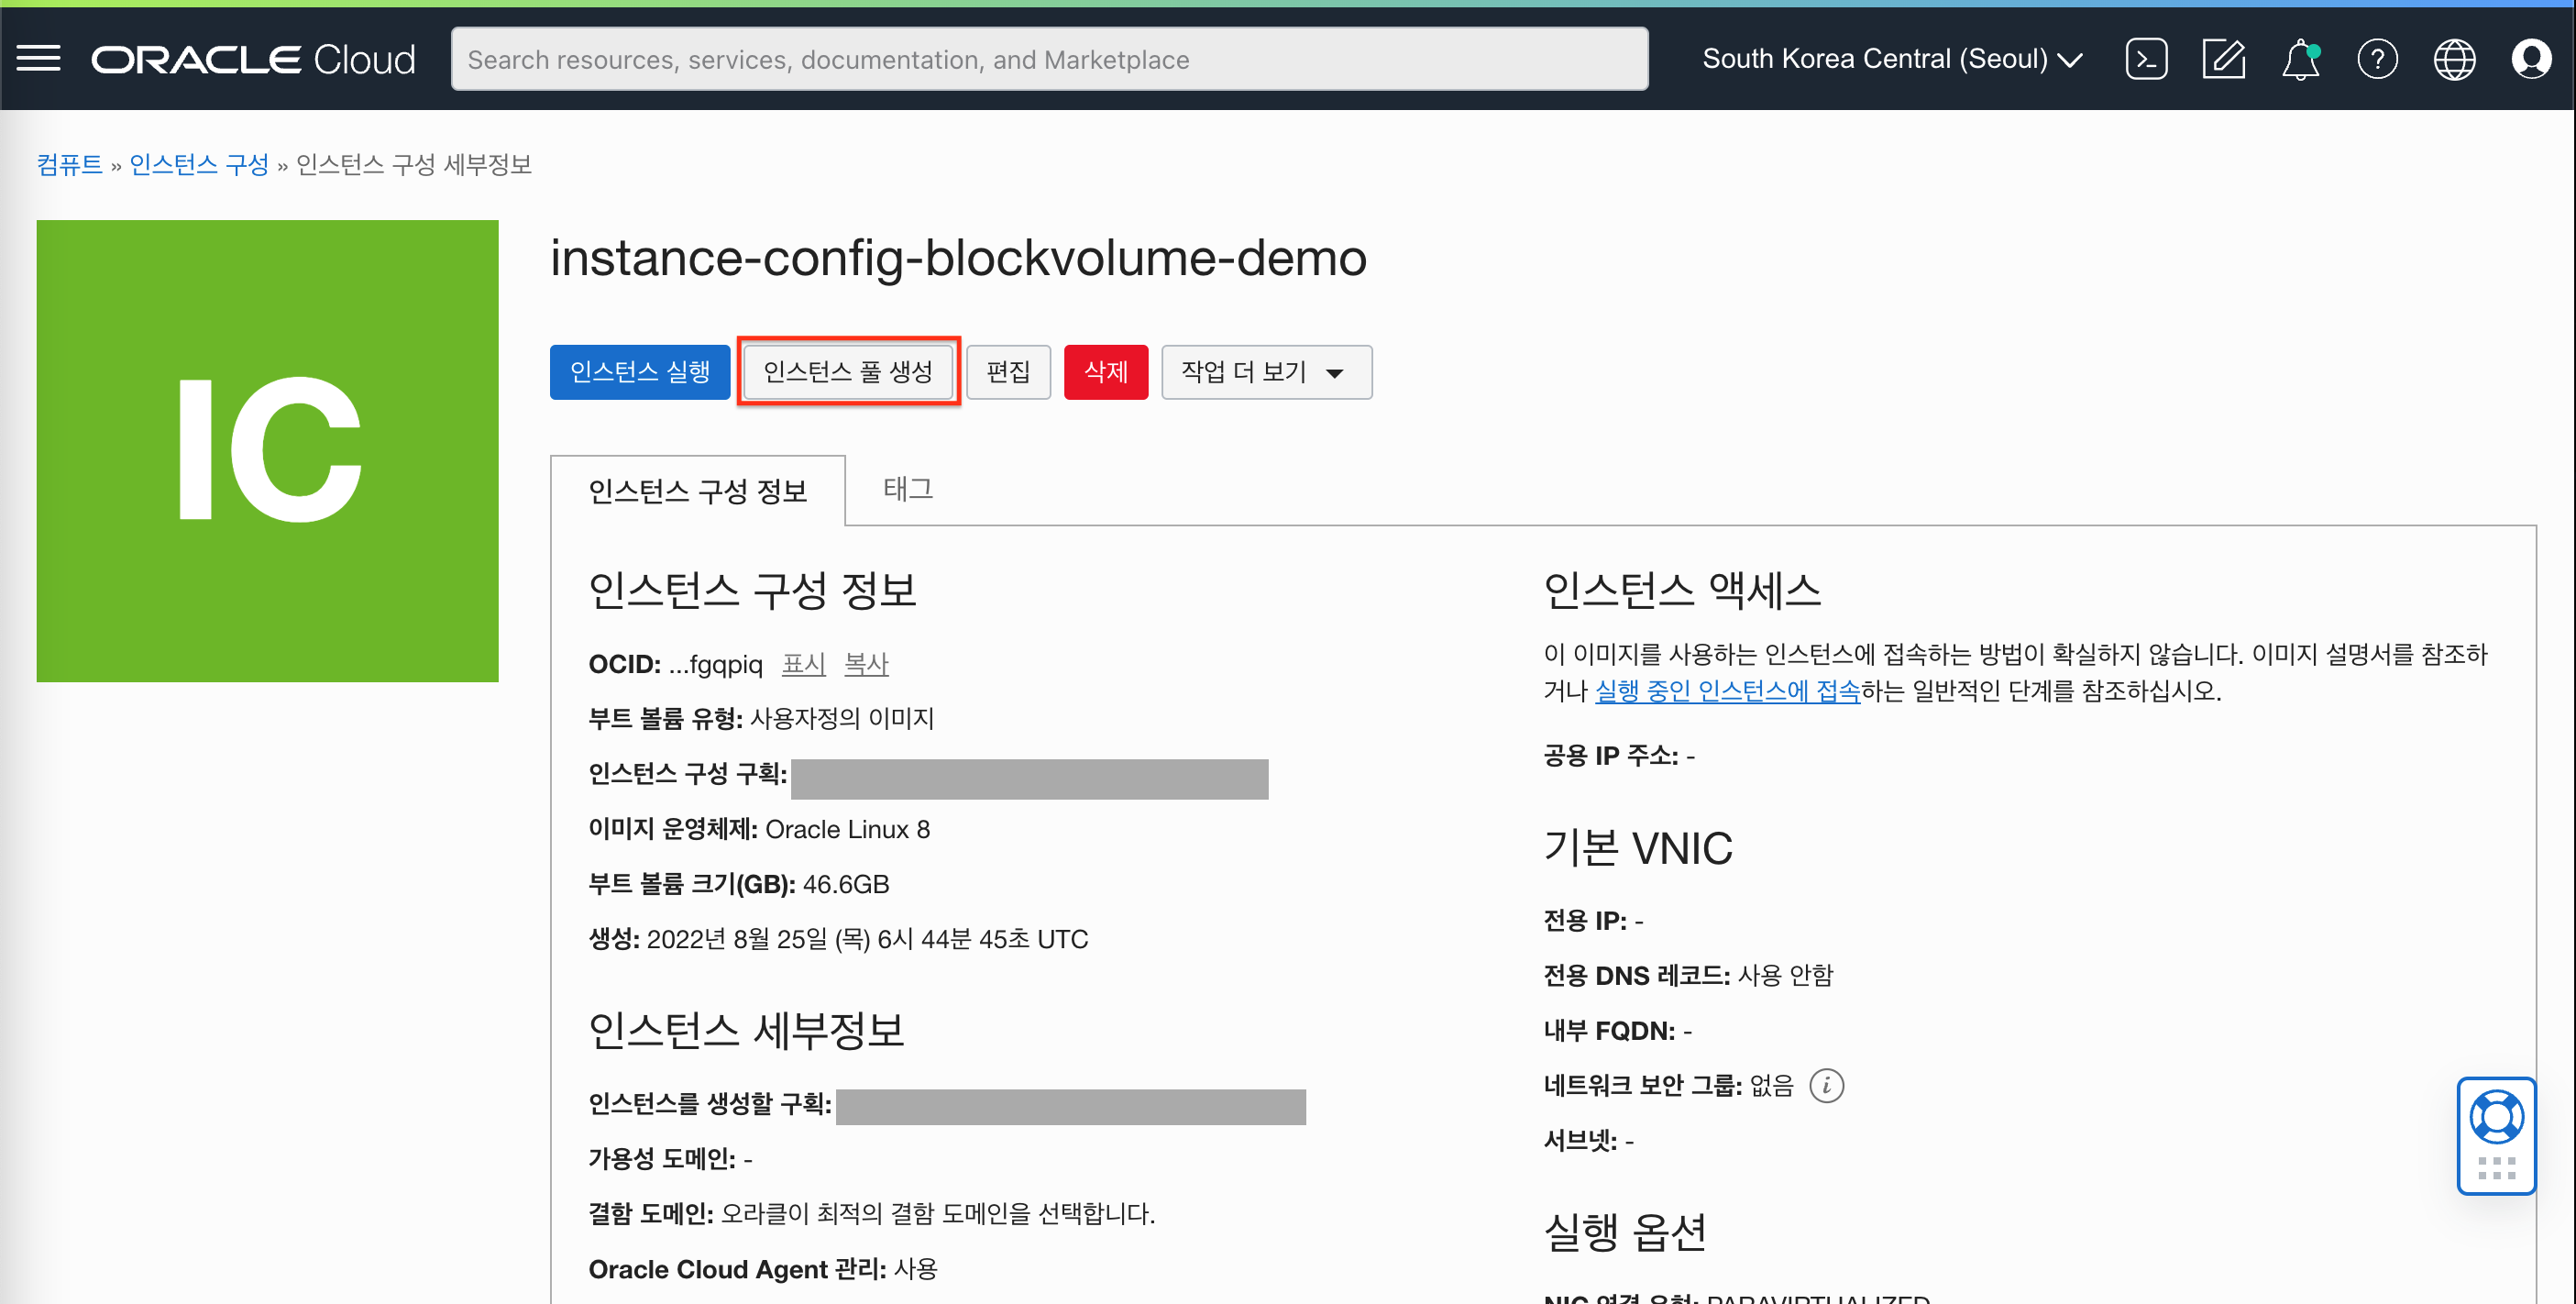 ORACLE Cloud
Search resources, services, documentation, and Marketplace
South Korea Central (Seoul)
컴퓨트 » 인스턴스 구성 » 인스턴스 구성 세부정보
IC
instance-config-blockvolume-demo
인스턴스 실행
인스턴스 풀 생성
편집
삭제
작업 더 보기
인스턴스 구성 정보
태그
인스턴스 구성 정보
OCID: ...fgqpiq 표시 복사
부트 볼륨 유형: 사용자정의 이미지
인스턴스 구성 구획:
이미지 운영체제: Oracle Linux 8
부트 볼륨 크기(GB): 46.6GB
생성: 2022년 8월 25일 (목) 6시 44분 45초 UTC
인스턴스 세부정보
인스턴스를 생성할 구획:
가용성 도메인: -
결함 도메인: 오라클이 최적의 결함 도메인을 선택합니다.
Oracle Cloud Agent 관리: 사용
인스턴스 액세스
이 이미지를 사용하는 인스턴스에 접속하는 방법이 확실하지 않습니다. 이미지 설명서를 참조하
거나 실행 중인 인스턴스에 접속하는 일반적인 단계를 참조하십시오.
공용 IP 주소: -
기본 VNIC
전용 IP: -
전용 DNS 레코드: 사용 안함
내부 FQDN: -
네트워크 보안 그룹: 없음
서브넷: -
실행 옵션
NIC 연결 유형: PARAVIRTUALIZED